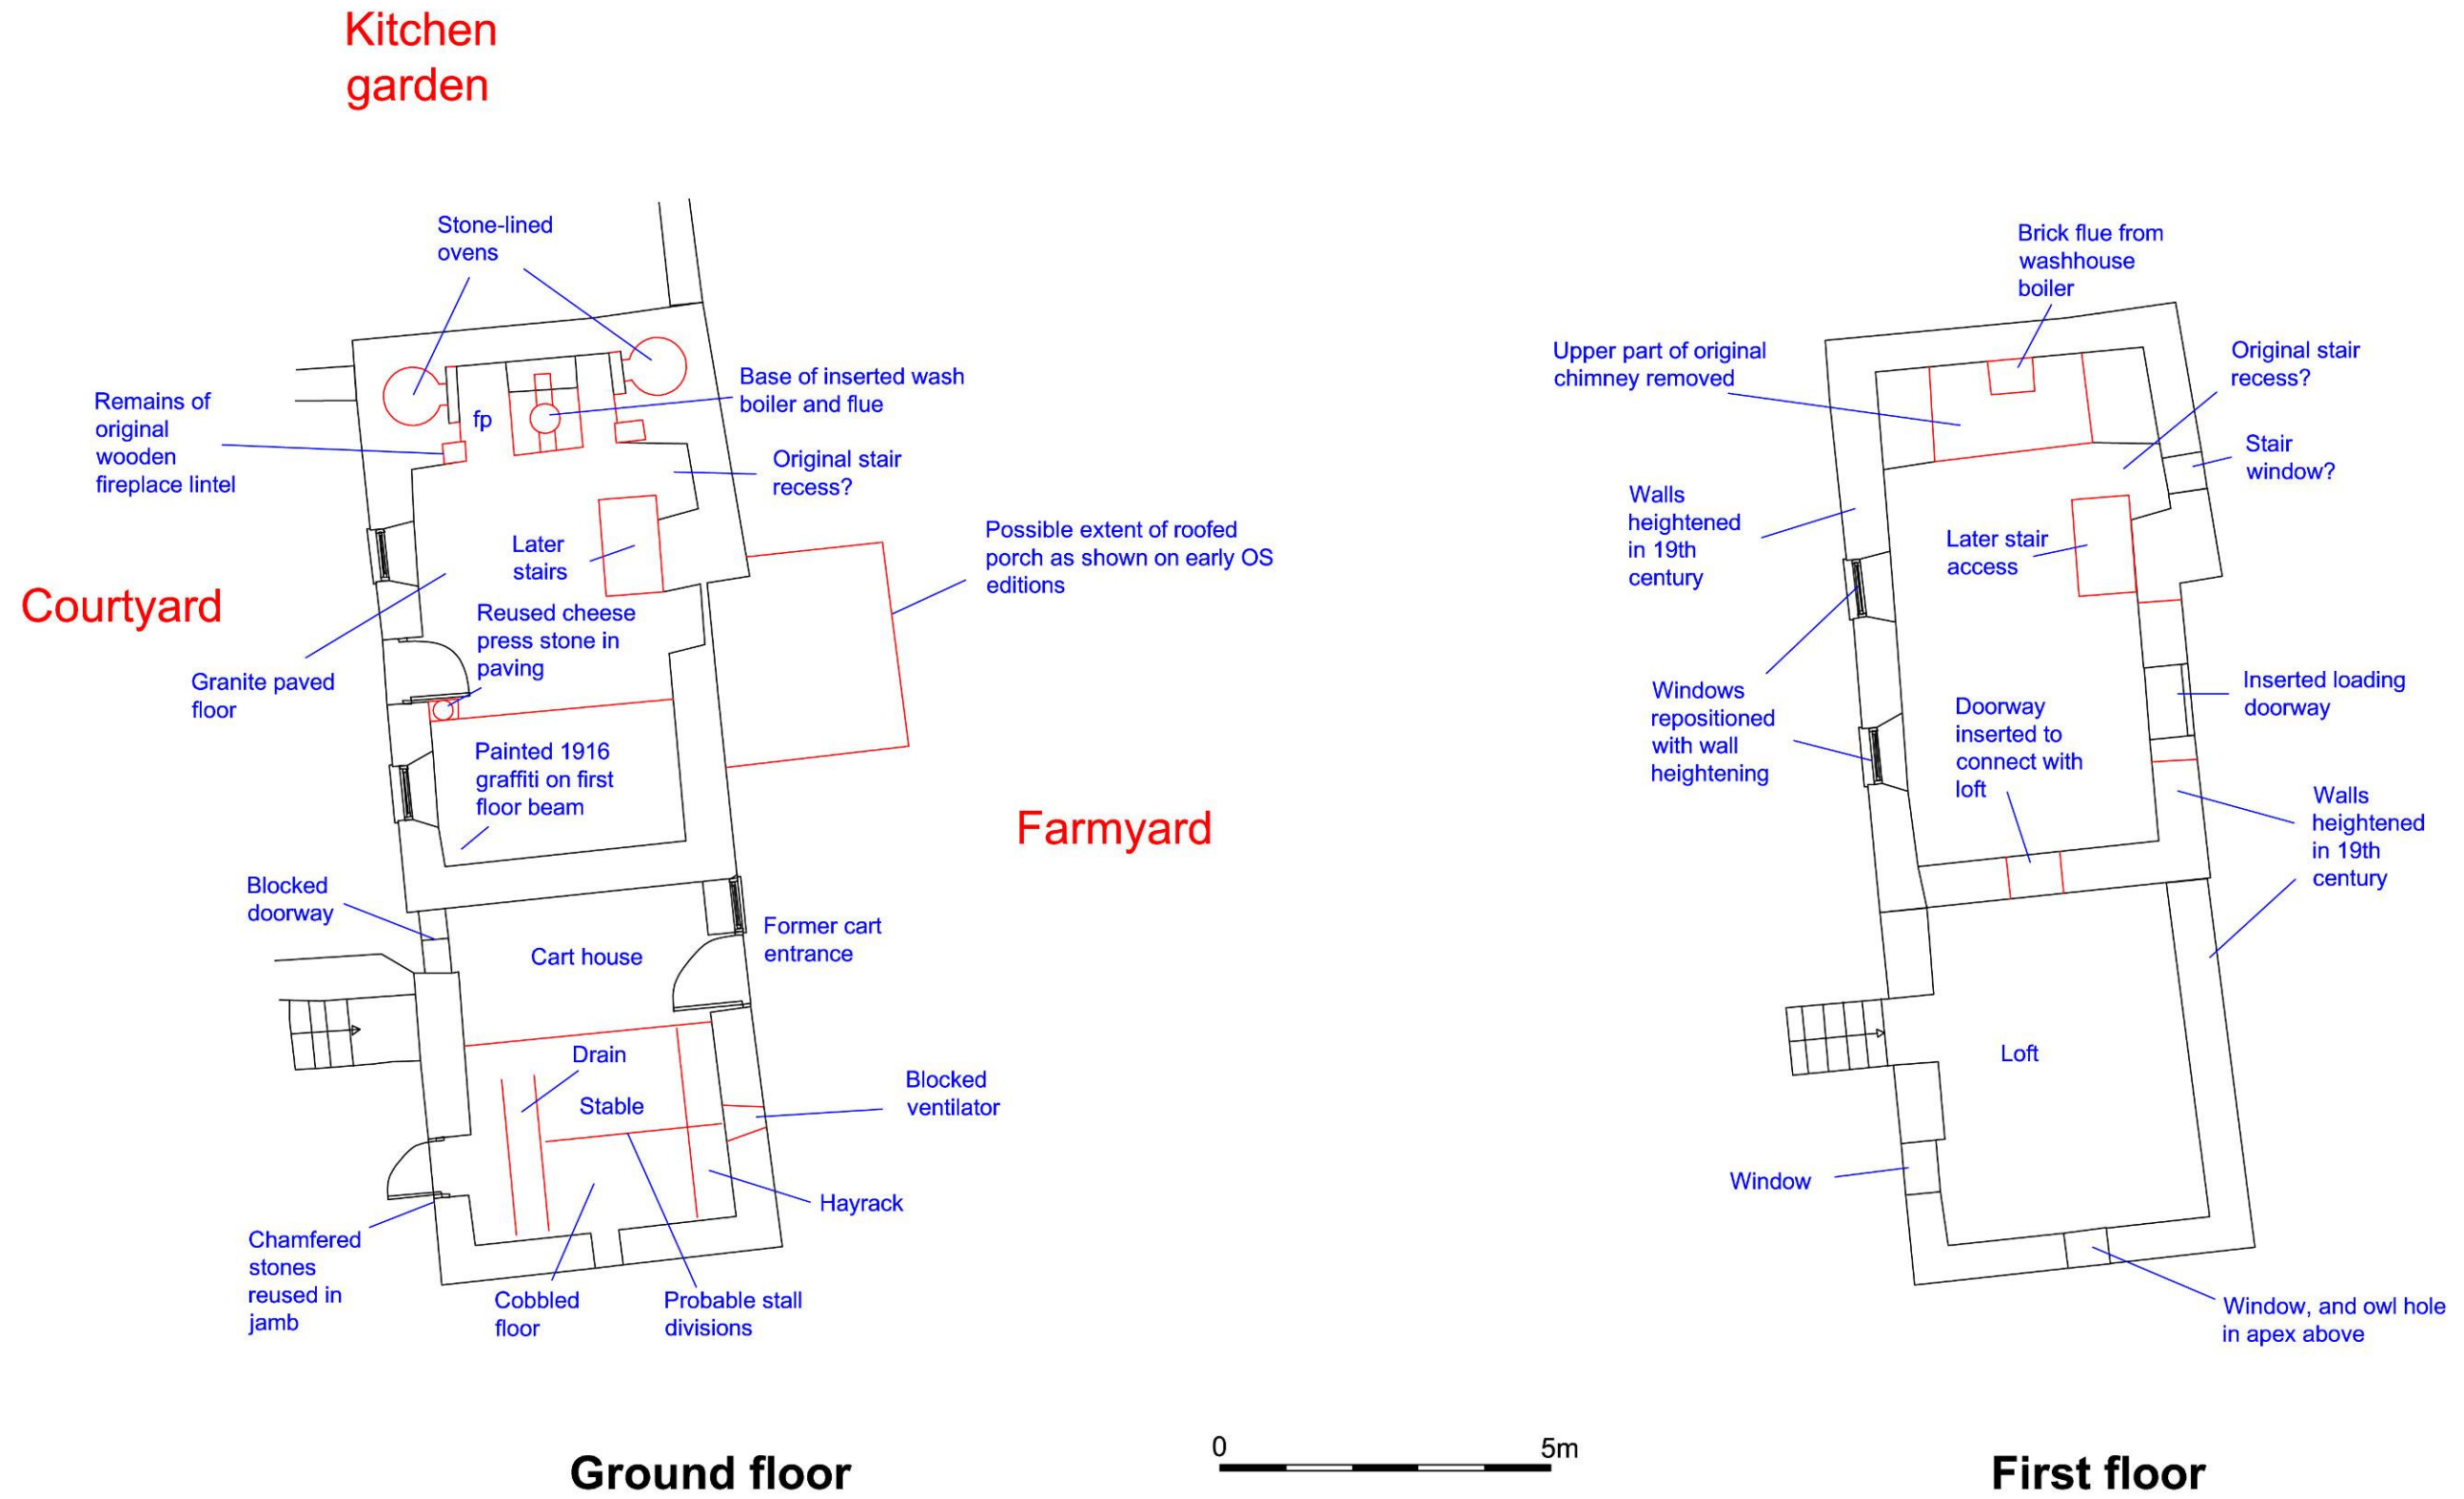 Kitchen
garden
Stone-lined
ovens
Remains of
original
wooden
fireplace lintel
fp
Base of inserted wash
boiler and flue
Original stair
recess?
Later
stairs
Possible extent of roofed
porch as shown on early OS
editions
Courtyard
Reused cheese
press stone in
paving
Granite paved
floor
Painted 1916
graffiti on first
floor beam
Farmyard
Blocked
doorway
Cart house
Former cart
entrance
Drain
Stable
Blocked
ventilator
Hayrack
Chamfered
stones
reused in
jamb
Cobbled
floor
Probable stall
divisions
Ground floor
0
5m
Brick flue from
washhouse
boiler
Upper part of original
chimney removed
Original stair
recess?
Stair
window?
Walls
heightened
in 19th
century
Later stair
access
Windows
repositioned
with wall
heightening
Doorway
inserted to
connect with
loft
Inserted loading
doorway
Walls
heightened
in 19th
century
Loft
Window
Window, and owl hole
in apex above
First floor